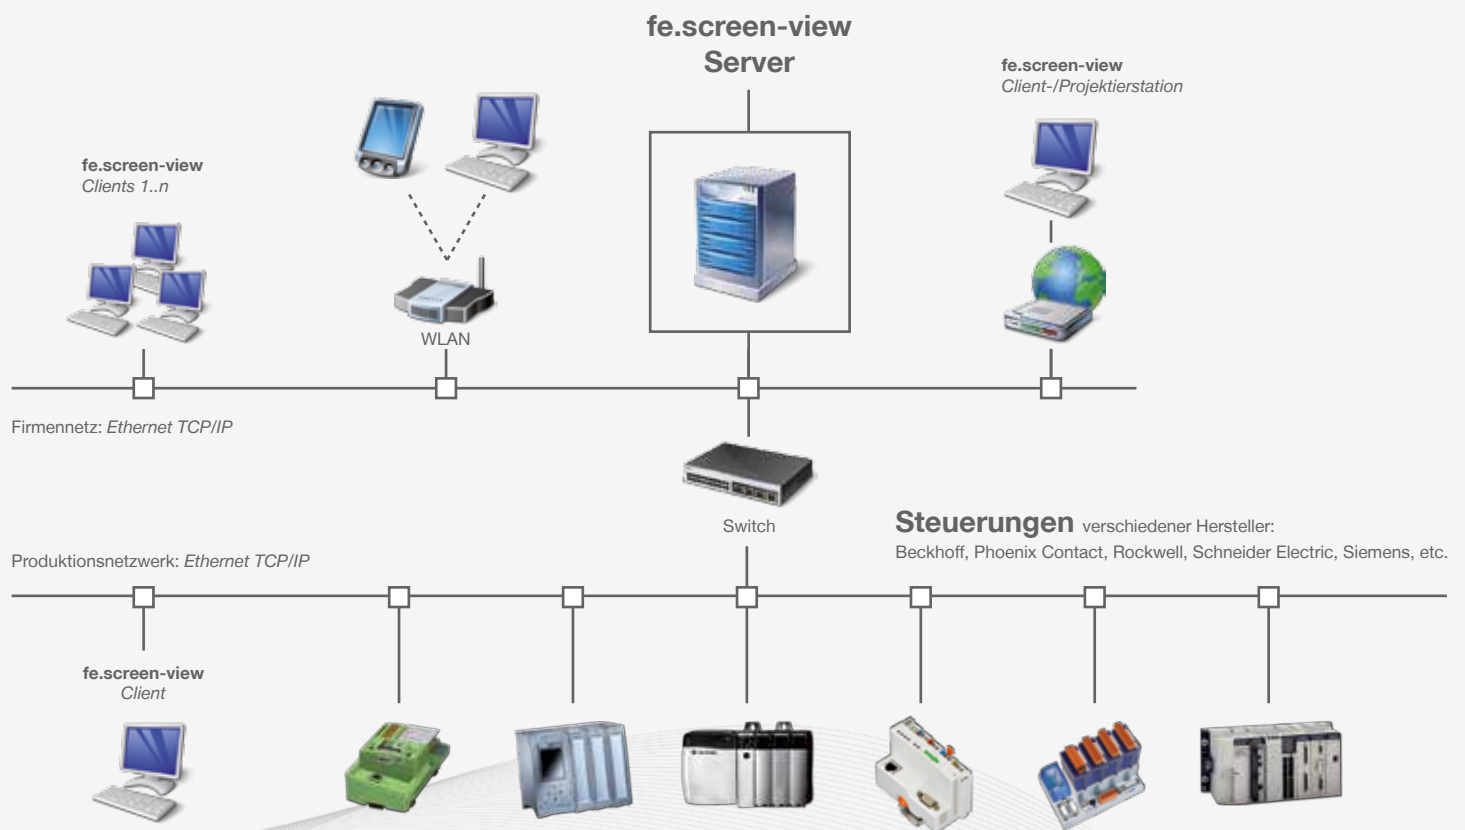 fe.screen-view
Server
fe.screen-view
Client-/Projektierstation
fe.screen-view
Clients 1..n
WLAN
Firmennetz: Ethernet TCP/IP
Switch
Steuerungen verschiedener Hersteller:
Beckhoff, Phoenix Contact, Rockwell, Schneider Electric, Siemens, etc.
Produktionsnetzwerk: Ethernet TCP/IP
fe.screen-view
Client